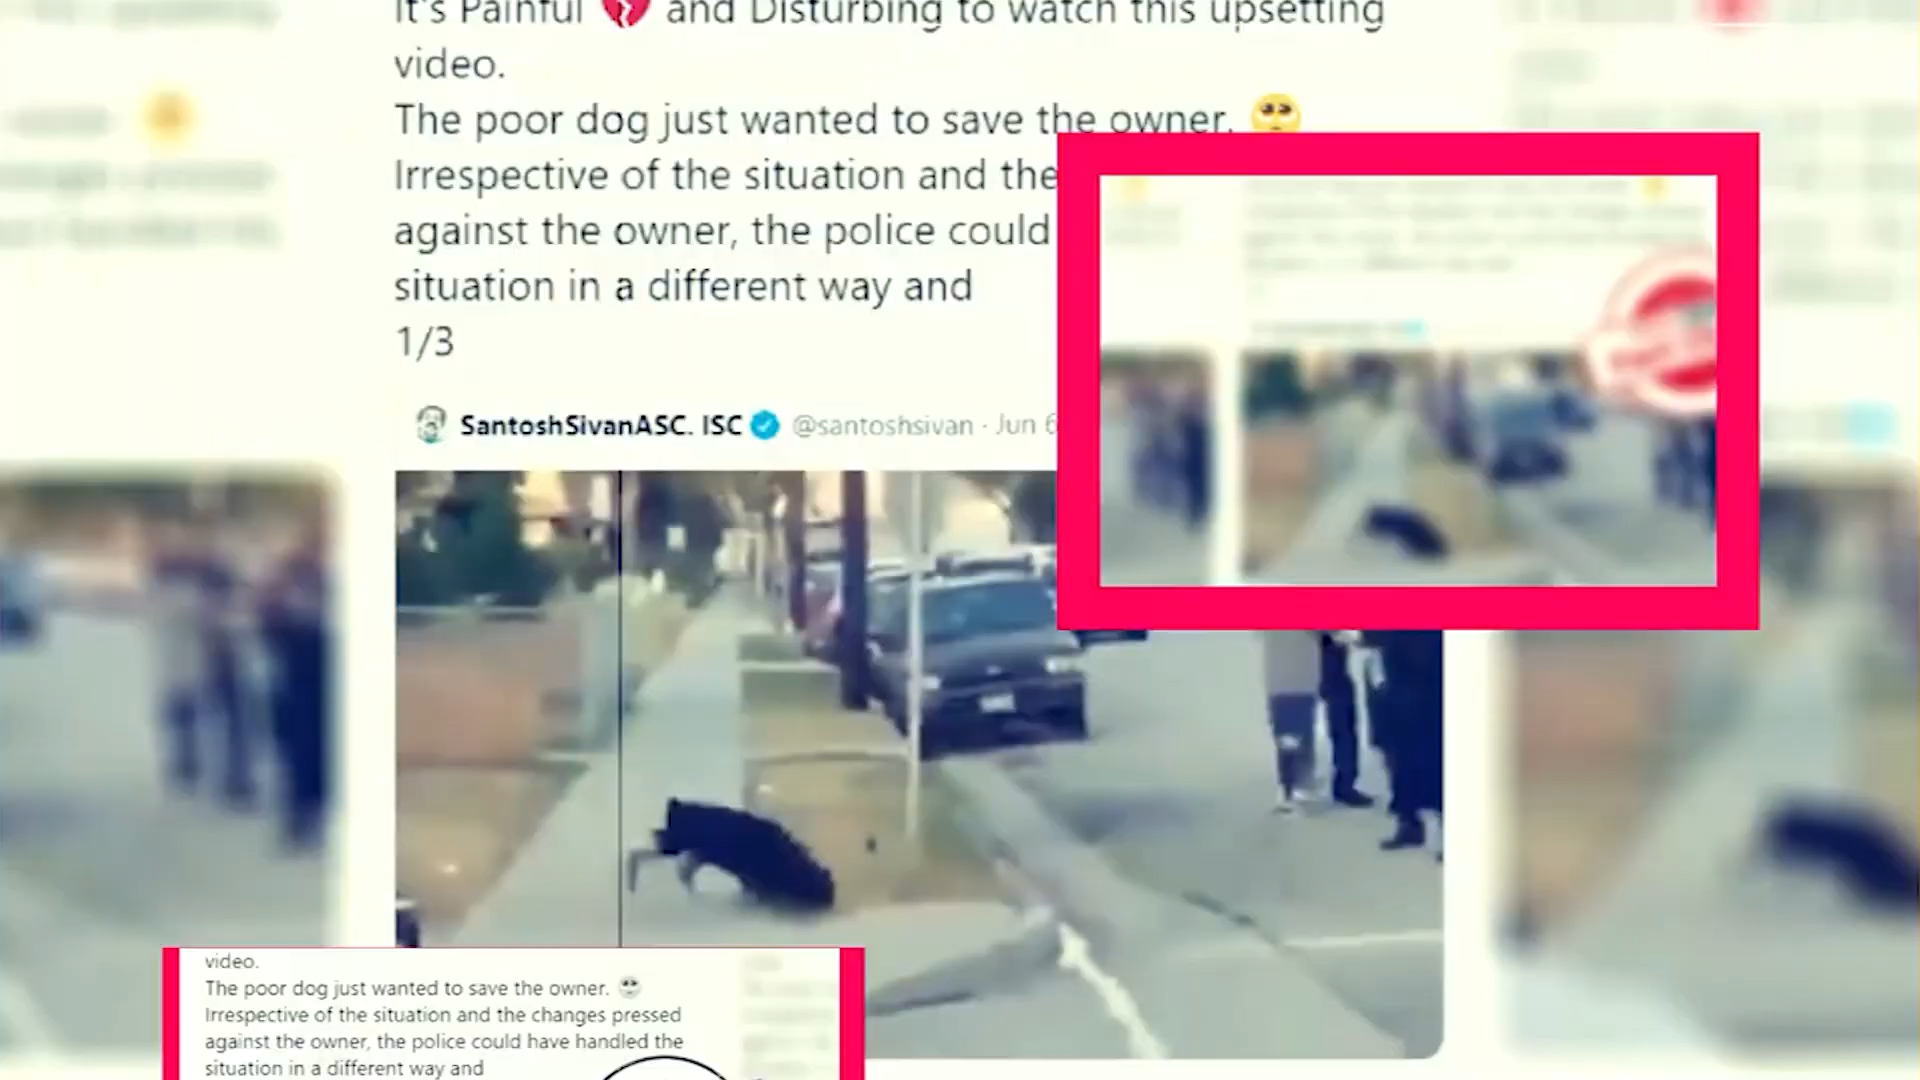 It's Painful 💔 and Disturbing to watch this upsetting
video.
The poor dog just wanted to save the owner. 🥺
Irrespective of the situation and the
against the owner, the police could
situation in a different way and
1/3
SantoshSivanASC. ISC @santoshsivan · Jun 6
video.
The poor dog just wanted to save the owner. 🥺
Irrespective of the situation and the changes pressed
against the owner, the police could have handled the
situation in a different way and